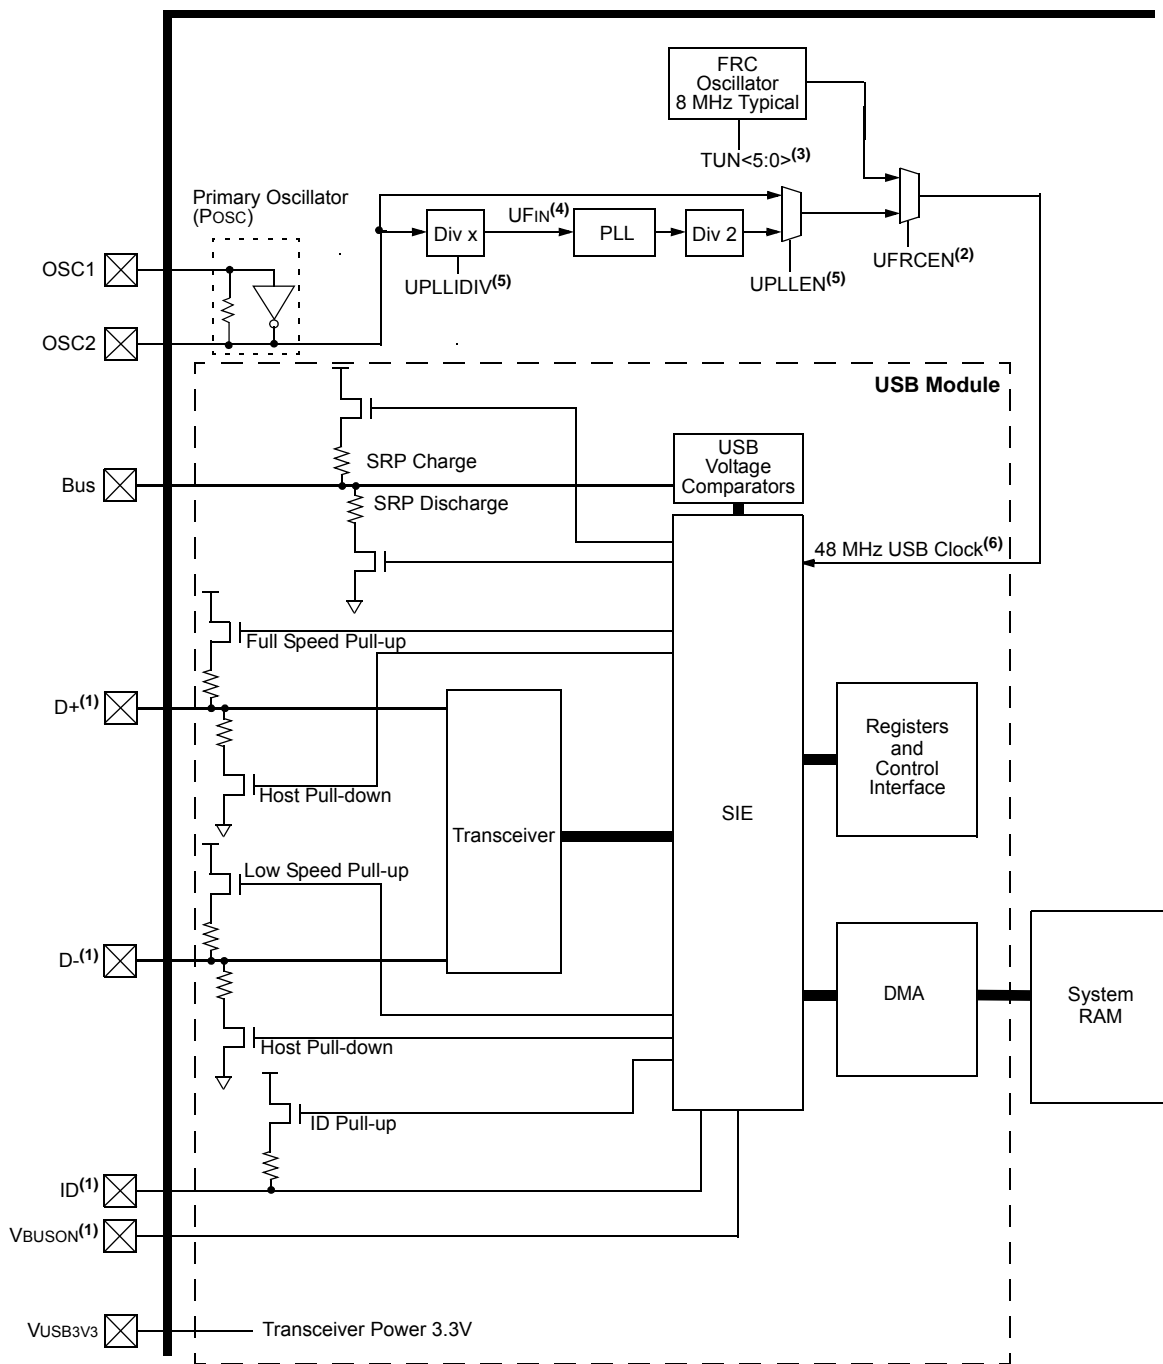 FRC
Oscillator
8 MHz Typical
TUN<5:0>(3)
Primary Oscillator
(POSC)
UFIN(4)
Div x
PLL
Div 2
UPLLIDIV(5)
UPLLEN(5)
UFRCEN(2)
OSC1
OSC2
USB Module
USB
Voltage
Comparators
SRP Charge
Bus
SRP Discharge
48 MHz USB Clock(6)
Full Speed Pull-up
D+(1)
Registers
and
Control
Interface
Host Pull-down
SIE
Transceiver
Low Speed Pull-up
D-(1)
DMA
System
RAM
Host Pull-down
ID Pull-up
ID(1)
VBUSON(1)
VUSB3V3
Transceiver Power 3.3V